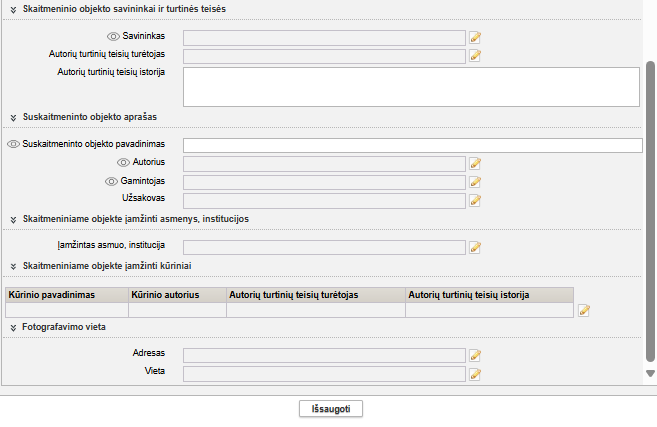 Skaitmeninio objekto savininkai ir turtinės teisės
Savininkas
Autorių turtinių teisių turėtojas
Autorių turtinių teisių istorija
Suskaitmeninto objekto aprašas
Suskaitmeninto objekto pavadinimas
Autorius
Gamintojas
Užsakovas
Skaitmeniniame objekte įamžinti asmenys, institucijos
Įamžintas asmuo, institucija
Skaitmeniniame objekte įamžinti kūriniai
Kūrinio pavadinimas Kūrinio autorius Autorių turtinių teisių turėtojas Autorių turtinių teisių istorija
Fotografavimo vieta
Adresas
Vieta
Išsaugoti